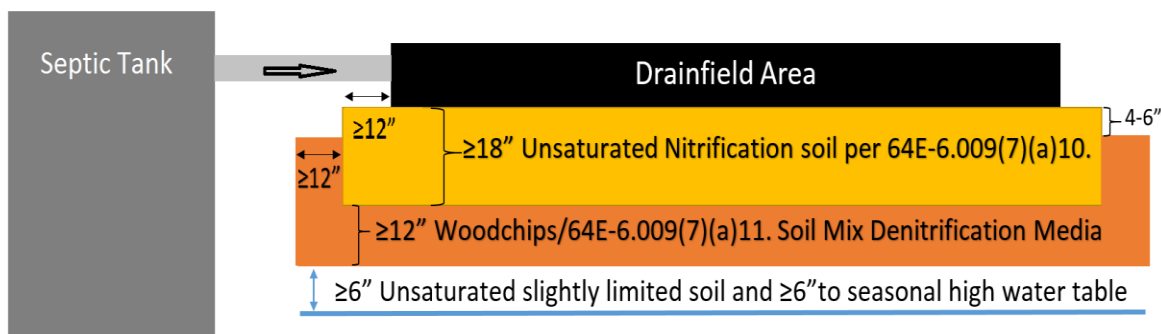 Septic Tank
Drainfield Area
4-6”
≥12”
≥18” Unsaturated Nitrification soil per 64E-6.009(7)(a)10.
≥12”
≥12” Woodchips/64E-6.009(7)(a)11. Soil Mix Denitrification Media
≥6” Unsaturated slightly limited soil and ≥6”to seasonal high water table